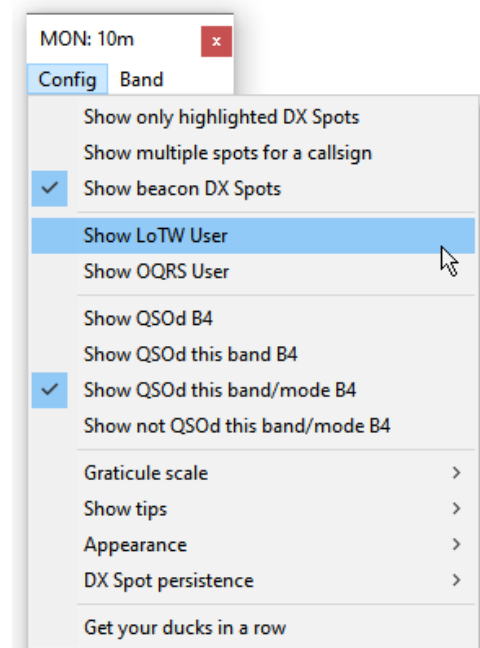 MON: 10m
x
Config Band
Show only highlighted DX Spots
Show multiple spots for a callsign
Show beacon DX Spots
Show LoTW User
Show OQRS User
Show QSOd B4
Show QSOd this band B4
Show QSOd this band/mode B4
Show not QSOd this band/mode B4
Graticule scale
Show tips
Appearance
DX Spot persistence
Get your ducks in a row